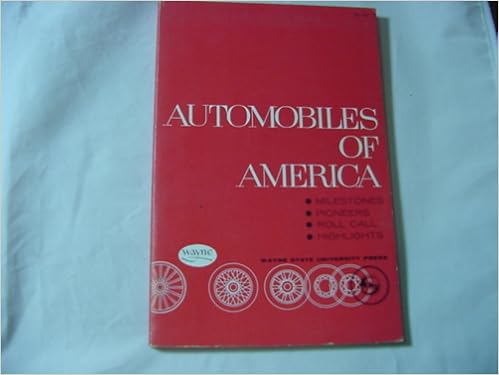 AUTOMOBILES
OF
AMERICA
• MILESTONES
• PIONEERS
• ROLL CALL
• HIGHLIGHTS
wayne
WAYNE STATE UNIVERSITY PRESS